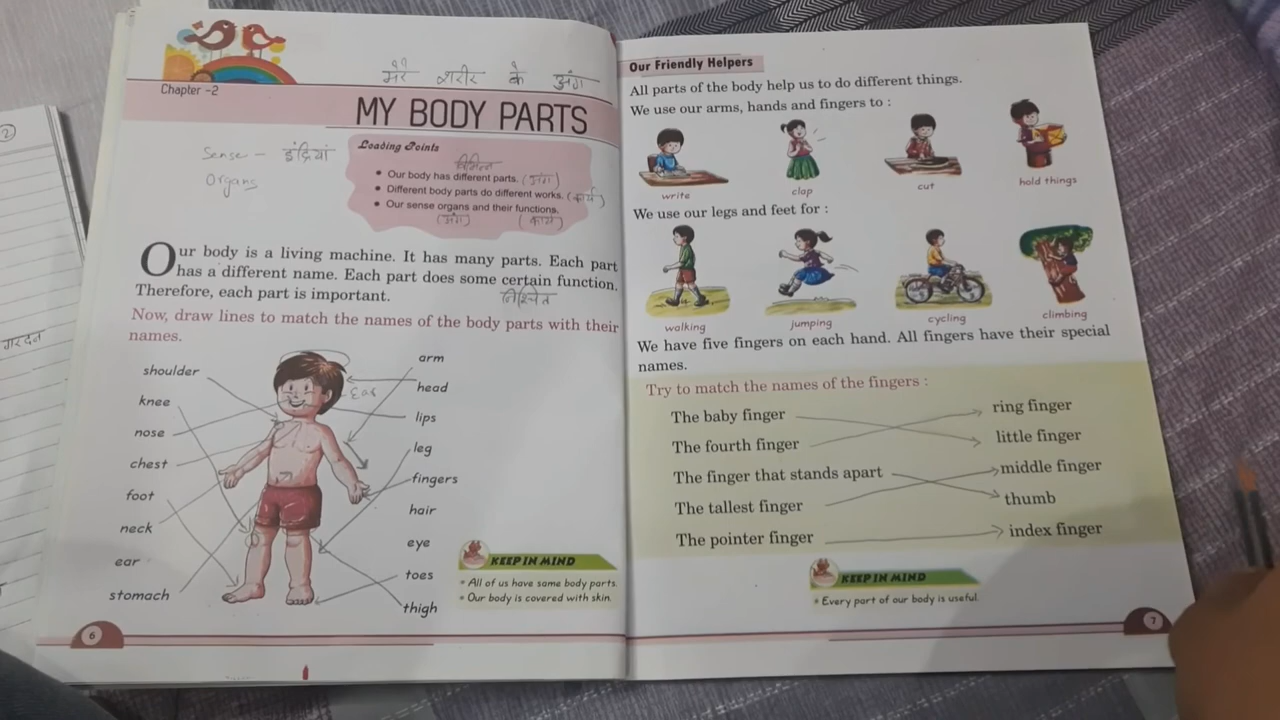 मेरे शरीर के अंग
Chapter -2
MY BODY PARTS
Sense - इंद्रियां
Organs
Loading Points
विभिन्न
• Our body has different parts. (अंग)
• Different body parts do different works. (कार्य)
• Our sense organs and their functions.
(अंग) (कार्य)
Our body is a living machine. It has many parts. Each part
has a different name. Each part does some certain function.
Therefore, each part is important. निश्चित
Now, draw lines to match the names of the body parts with their
names.
shoulder
knee
nose
chest
foot
neck
ear
stomach
Ear
arm
head
lips
leg
fingers
hair
eye
toes
thigh
KEEP IN MIND
* All of us have same body parts.
* Our body is covered with skin.
6
Our Friendly Helpers
All parts of the body help us to do different things.
We use our arms, hands and fingers to :
write clap cut hold things
We use our legs and feet for :
walking jumping cycling climbing
We have five fingers on each hand. All fingers have their special
names.
Try to match the names of the fingers :
The baby finger ring finger
The fourth finger little finger
The finger that stands apart middle finger
The tallest finger thumb
The pointer finger index finger
KEEP IN MIND
* Every part of our body is useful.
7
2
गरदन